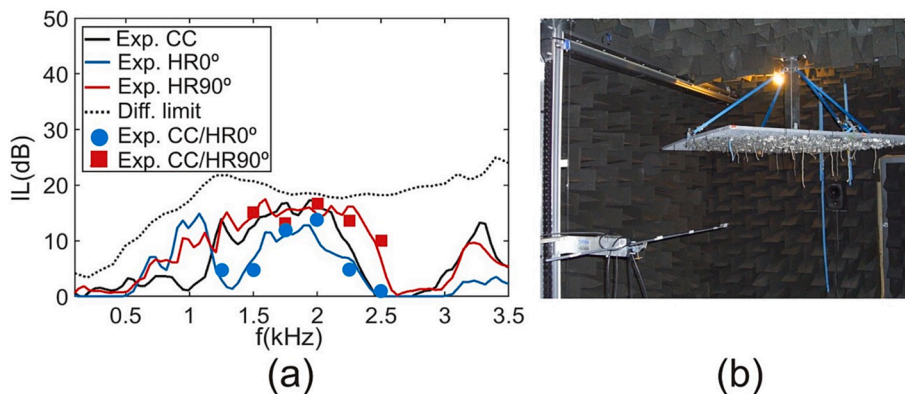 50
40
30
20
10
0
IL(dB)
Exp. CC
Exp. HR0º
Exp. HR90º
Diff. limit
Exp. CC/HR0º
Exp. CC/HR90º
0.5 1 1.5 2 2.5 3 3.5
f(kHz)
(a) (b)